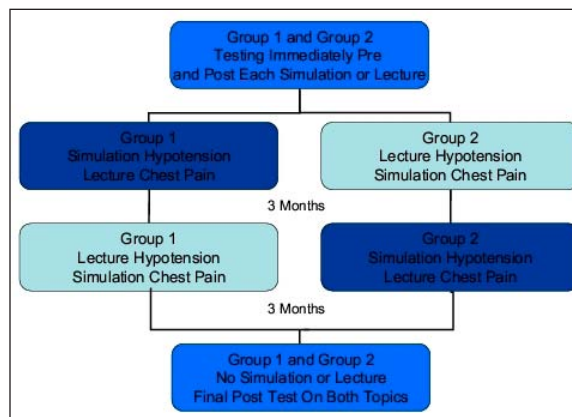 Group 1 and Group 2
Testing Immediately Pre
and Post Each Simulation or Lecture
Group 1
Simulation Hypotension
Lecture Chest Pain
Group 2
Lecture Hypotension
Simulation Chest Pain
3 Months
Group 1
Lecture Hypotension
Simulation Chest Pain
Group 2
Simulation Hypotension
Lecture Chest Pain
3 Months
Group 1 and Group 2
No Simulation or Lecture
Final Post Test On Both Topics